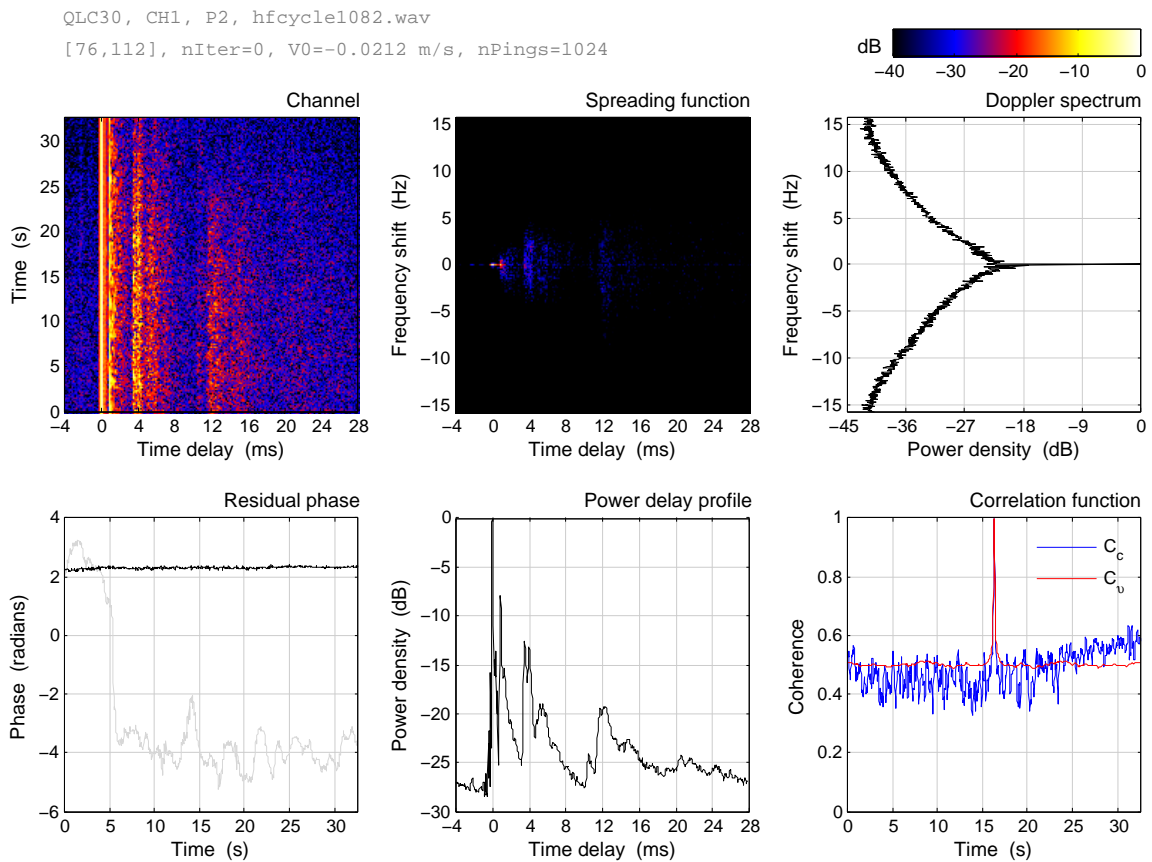 QLC30, CH1, P2, hfcycle1082.wav
[76,112], nIter=0, V0=−0.0212 m/s, nPings=1024
dB
−40 −30 −20 −10 0
Channel
Time (s)
30
25
20
15
10
5
0
−4 0 4 8 12 16 20 24 28
Time delay (ms)
Spreading function
Frequency shift (Hz)
15
10
5
0
−5
−10
−15
−4 0 4 8 12 16 20 24 28
Time delay (ms)
Doppler spectrum
Frequency shift (Hz)
15
10
5
0
−5
−10
−15
−45 −36 −27 −18 −9 0
Power density (dB)
Residual phase
Phase (radians)
4
2
0
−2
−4
−6
0 5 10 15 20 25 30
Time (s)
Power delay profile
Power density (dB)
0
−5
−10
−15
−20
−25
−30
−4 0 4 8 12 16 20 24 28
Time delay (ms)
Correlation function
Coherence
1
0.8
0.6
0.4
0.2
0
C_c
C_υ
0 5 10 15 20 25 30
Time (s)